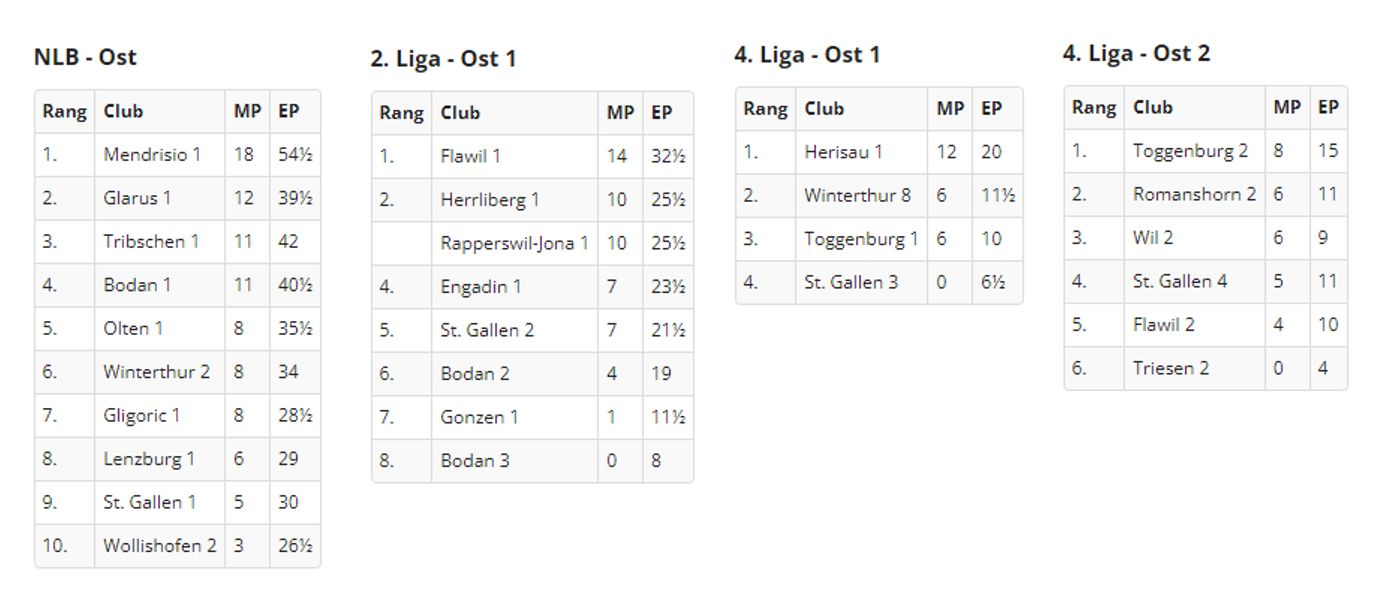 NLB - Ost
Rang Club MP EP
1. Mendrisio 1 18 54½
2. Glarus 1 12 39½
3. Tribschen 1 11 42
4. Bodan 1 11 40½
5. Olten 1 8 35½
6. Winterthur 2 8 34
7. Gligoric 1 8 28½
8. Lenzburg 1 6 29
9. St. Gallen 1 5 30
10. Wollishofen 2 3 26½
2. Liga - Ost 1
Rang Club MP EP
1. Flawil 1 14 32½
2. Herrliberg 1 10 25½
Rapperswil-Jona 1 10 25½
4. Engadin 1 7 23½
5. St. Gallen 2 7 21½
6. Bodan 2 4 19
7. Gonzen 1 1 11½
8. Bodan 3 0 8
4. Liga - Ost 1
Rang Club MP EP
1. Herisau 1 12 20
2. Winterthur 8 6 11½
3. Toggenburg 1 6 10
4. St. Gallen 3 0 6½
4. Liga - Ost 2
Rang Club MP EP
1. Toggenburg 2 8 15
2. Romanshorn 2 6 11
3. Wil 2 6 9
4. St. Gallen 4 5 11
5. Flawil 2 4 10
6. Triesen 2 0 4